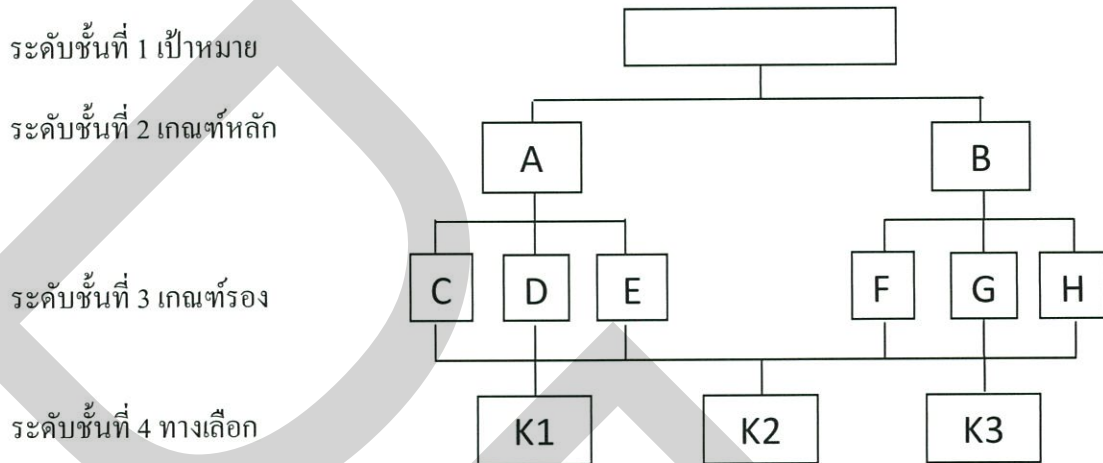 ระดับชั้นที่ 1 เป้าหมาย
ระดับชั้นที่ 2 เกณฑ์หลัก
A B
ระดับชั้นที่ 3 เกณฑ์รอง
C D E F G H
ระดับชั้นที่ 4 ทางเลือก
K1 K2 K3